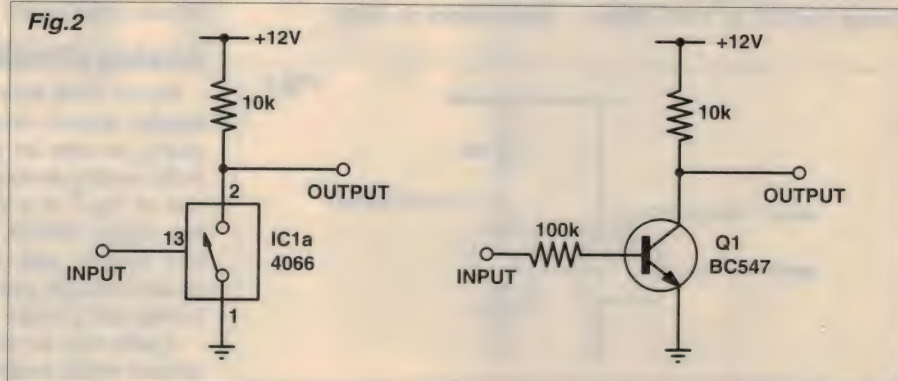 Fig.2
+12V
10k
OUTPUT
2
13
INPUT
IC1a
4066
1
+12V
10k
OUTPUT
100k
INPUT
Q1
BC547